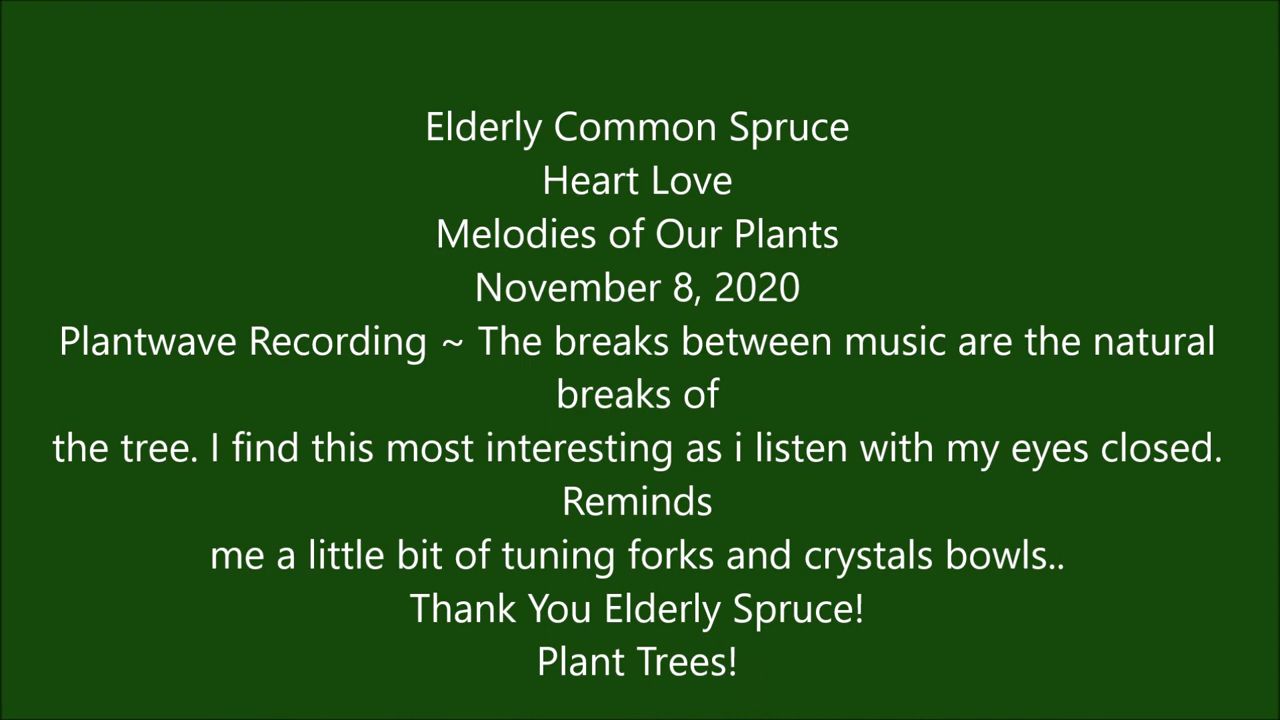 Elderly Common Spruce
Heart Love
Melodies of Our Plants
November 8, 2020
Plantwave Recording ~ The breaks between music are the natural
breaks of
the tree. I find this most interesting as i listen with my eyes closed.
Reminds
me a little bit of tuning forks and crystals bowls..
Thank You Elderly Spruce!
Plant Trees!